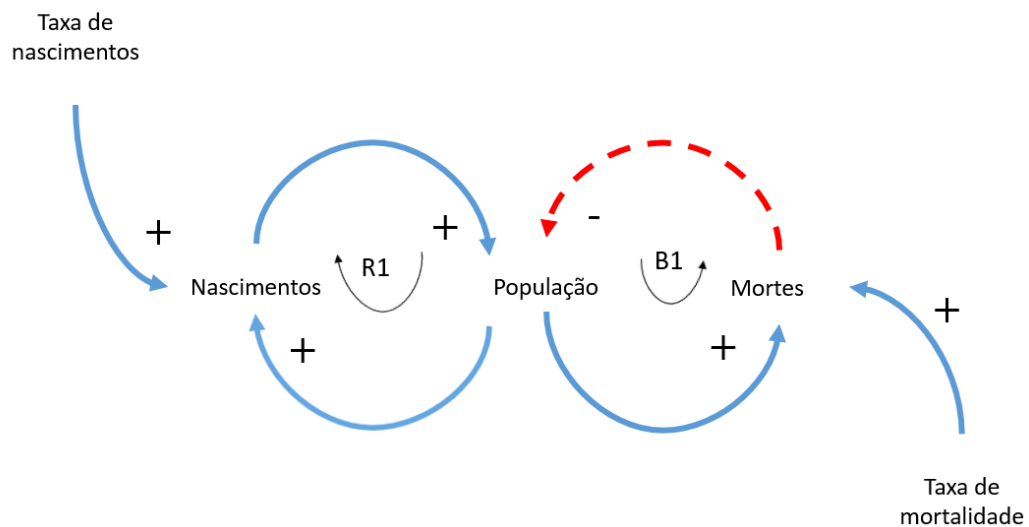 Taxa de
nascimentos
+
+
-
R1
B1
Nascimentos
População
Mortes
+
+
+
Taxa de
mortalidade